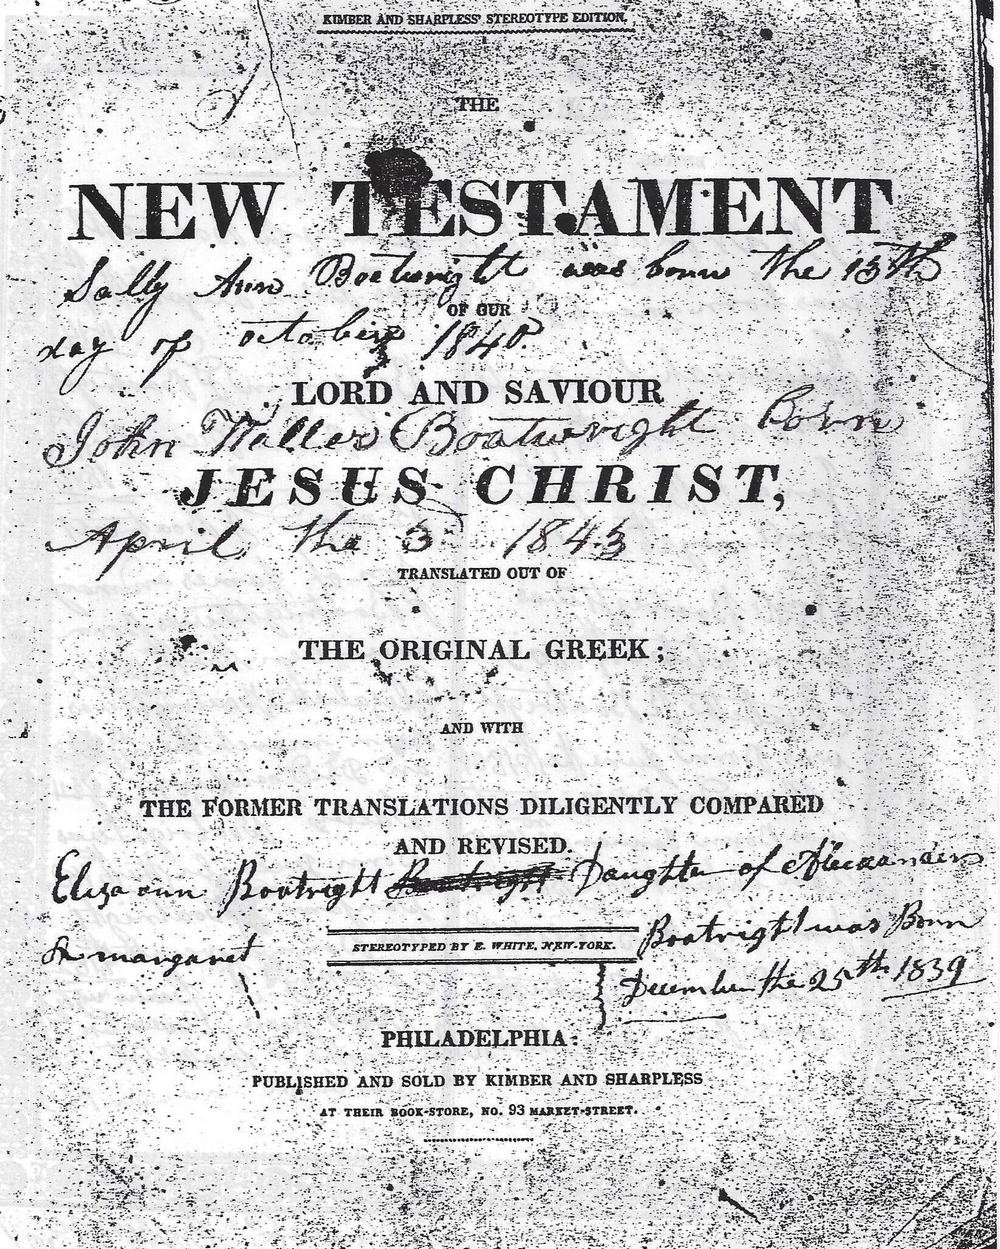 KIMBER AND SHARPLESS' STEREOTYPE EDITION.
THE
NEW TESTAMENT
Sally Ann Boatwright was born the 15th
OF OUR
day of october 1840
LORD AND SAVIOUR
John Waller Boatwright Born
JESUS CHRIST,
April the 3 1843
TRANSLATED OUT OF
THE ORIGINAL GREEK;
AND WITH
THE FORMER TRANSLATIONS DILIGENTLY COMPARED
AND REVISED.
Eliza ann Boatright Boatright Daughter of Alexander
& margaret
STEREOTYPED BY E. WHITE, NEW-YORK.
Boatright was Born
December the 25th 1839
PHILADELPHIA:
PUBLISHED AND SOLD BY KIMBER AND SHARPLESS
AT THEIR BOOK-STORE, NO. 93 MARKET-STREET.